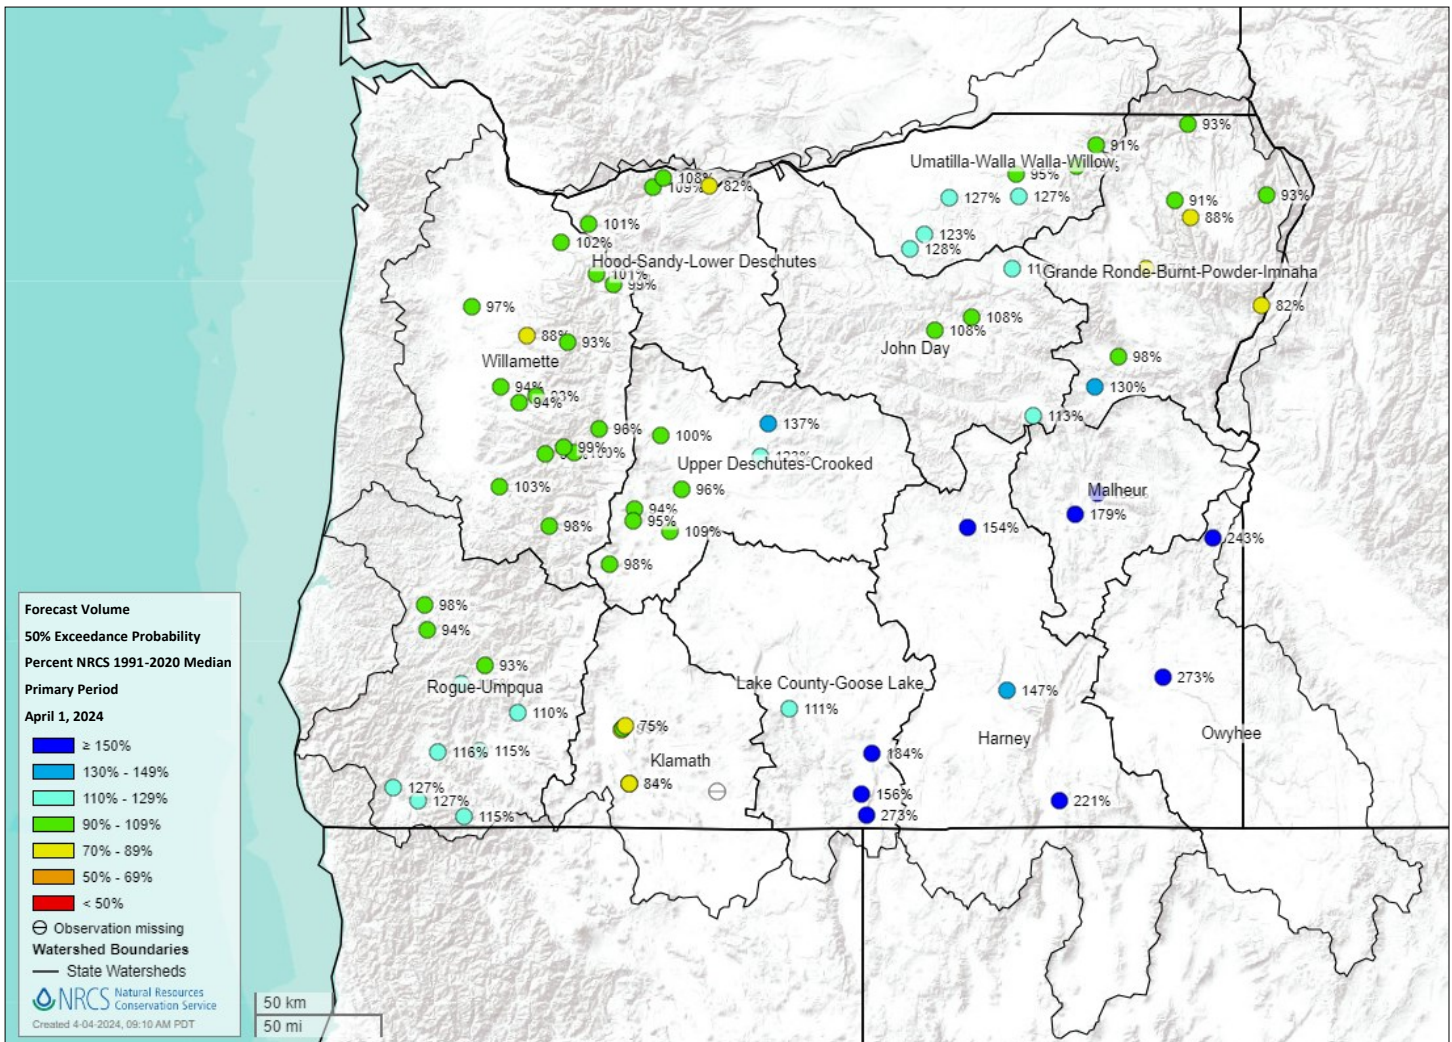 93%
91%
Umatilla-Walla Walla-Willow
95%
108%
109%
82%
127%
127%
91%
93%
88%
101%
102%
123%
128%
Hood-Sandy-Lower Deschutes
101%
99%
Grande Ronde-Burnt-Powder-Imnaha
97%
82%
108%
108%
88%
93%
John Day
Willamette
98%
94%
94%
130%
113%
137%
96%
100%
99%
100%
Upper Deschutes-Crooked
103%
96%
Malheur
94%
95%
179%
98%
109%
154%
243%
98%
98%
94%
93%
Rogue-Umpqua
Lake County-Goose Lake
147%
273%
110%
111%
75%
116%
115%
Klamath
184%
Harney
Owyhee
84%
127%
127%
156%
221%
115%
273%
Forecast Volume
50% Exceedance Probability
Percent NRCS 1991-2020 Median
Primary Period
April 1, 2024
≥ 150%
130% - 149%
110% - 129%
90% - 109%
70% - 89%
50% - 69%
< 50%
Observation missing
Watershed Boundaries
State Watersheds
NRCS Natural Resources
Conservation Service
Created 4-04-2024, 09:10 AM PDT
50 km
50 mi